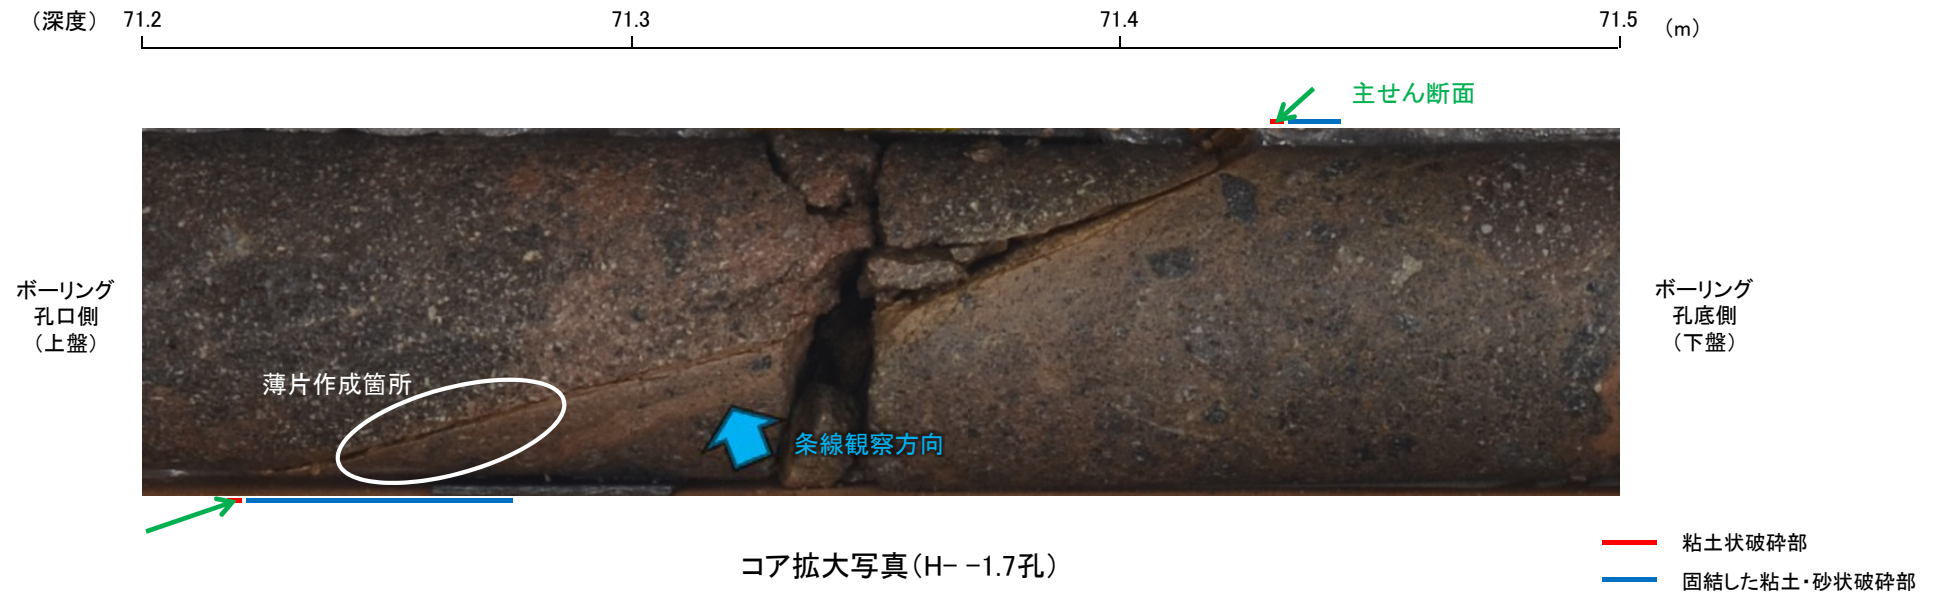 （深度） 71.2 71.3 71.4 71.5 （m）
主せん断面
ボーリング
孔口側
（上盤）
ボーリング
孔底側
（下盤）
薄片作成箇所
条線観察方向
コア拡大写真（H- -1.7孔）
粘土状破砕部
固結した粘土・砂状破砕部